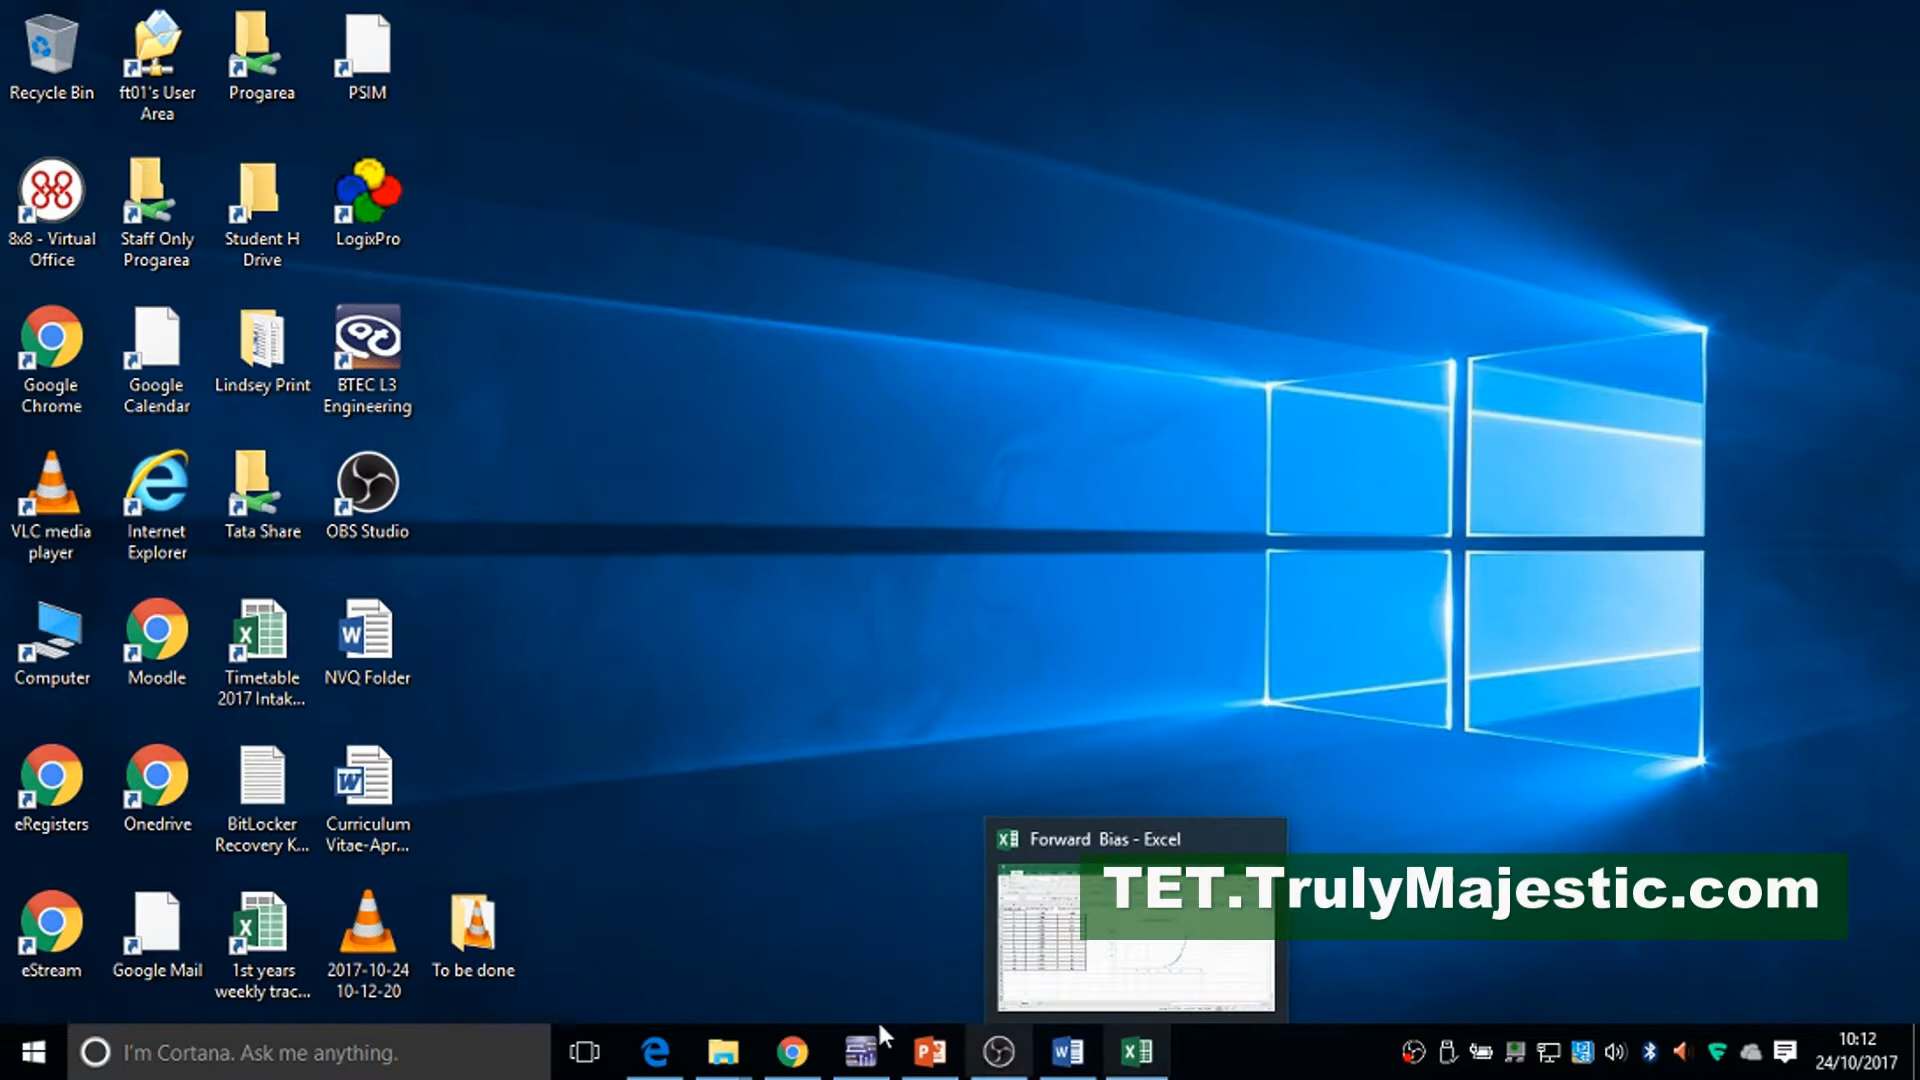 Recycle Bin
ft01's User
Area
Progarea
PSIM
8x8 - Virtual
Office
Staff Only
Progarea
Student H
Drive
LogixPro
Google
Chrome
Google
Calendar
Lindsey Print
BTEC L3
Engineering
VLC media
player
Internet
Explorer
Tata Share
OBS Studio
Computer
Moodle
Timetable
2017 Intak...
NVQ Folder
eRegisters
Onedrive
BitLocker
Recovery K...
Curriculum
Vitae-Apr...
eStream
Google Mail
1st years
weekly trac...
2017-10-24
10-12-20
To be done
Forward Bias - Excel
TET.TrulyMajestic.com
I'm Cortana. Ask me anything.
10:12
24/10/2017